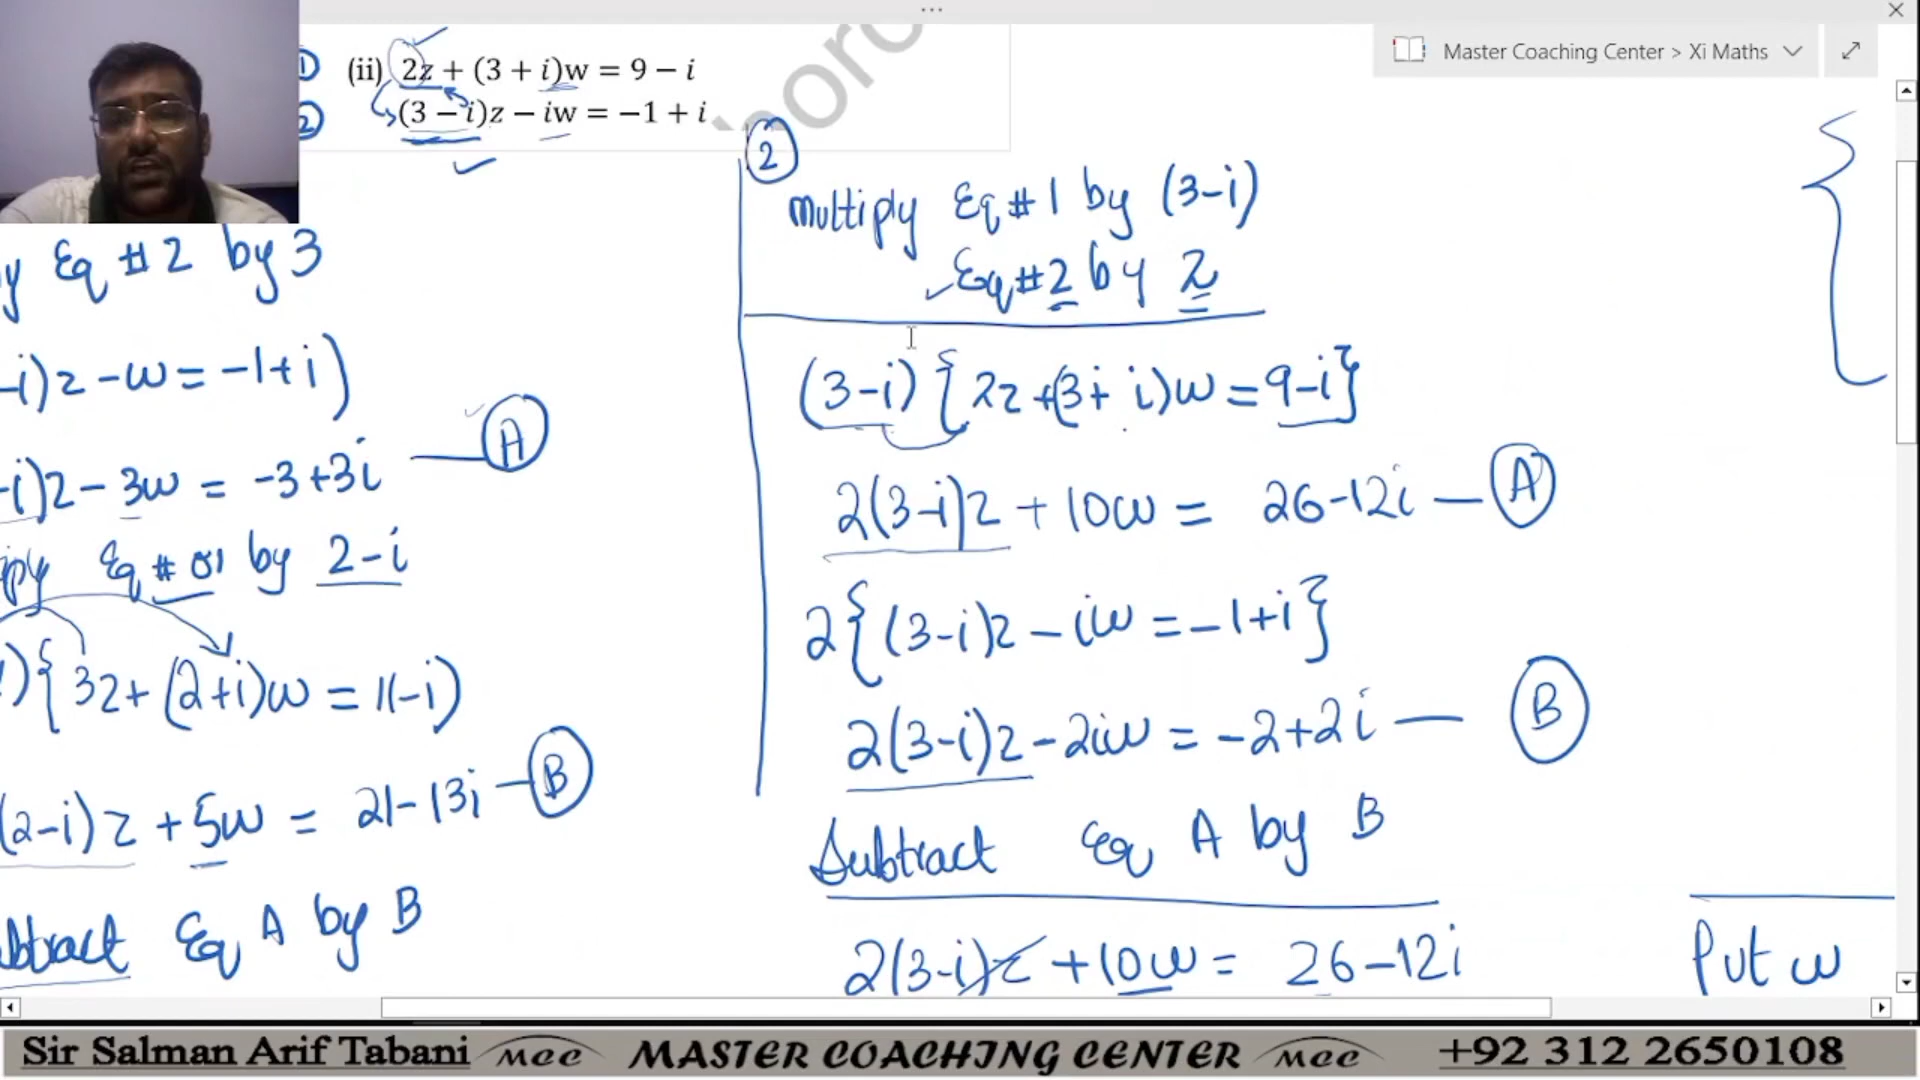 Master Coaching Center > Xi Maths
① (ii) 2z + (3 + i)w = 9 − i
② (3 − i)z − iw = −1 + i
y Eq # 2 by 3
-i)z - w = -1 + i)
-i)z - 3w = -3 + 3i — Ⓐ
ply Eq # 01 by 2 - i
){3z + (2 + i)w = 11 - i)
(2 - i)z + 5w = 21 - 13i — Ⓑ
ubtract Eq A by B
②
multiply Eq # 1 by (3 - i)
Eq # 2 by 2
(3 - i){2z + (3 + i)w = 9 - i}
2(3 - i)z + 10w = 26 - 12i — Ⓐ
2{(3 - i)z - iw = -1 + i}
2(3 - i)z - 2iw = -2 + 2i — Ⓑ
Subtract Eq A by B
2(3 - i)z + 10w = 26 - 12i
Put w
Sir Salman Arif Tabani MCC MASTER COACHING CENTER MCC +92 312 2650108